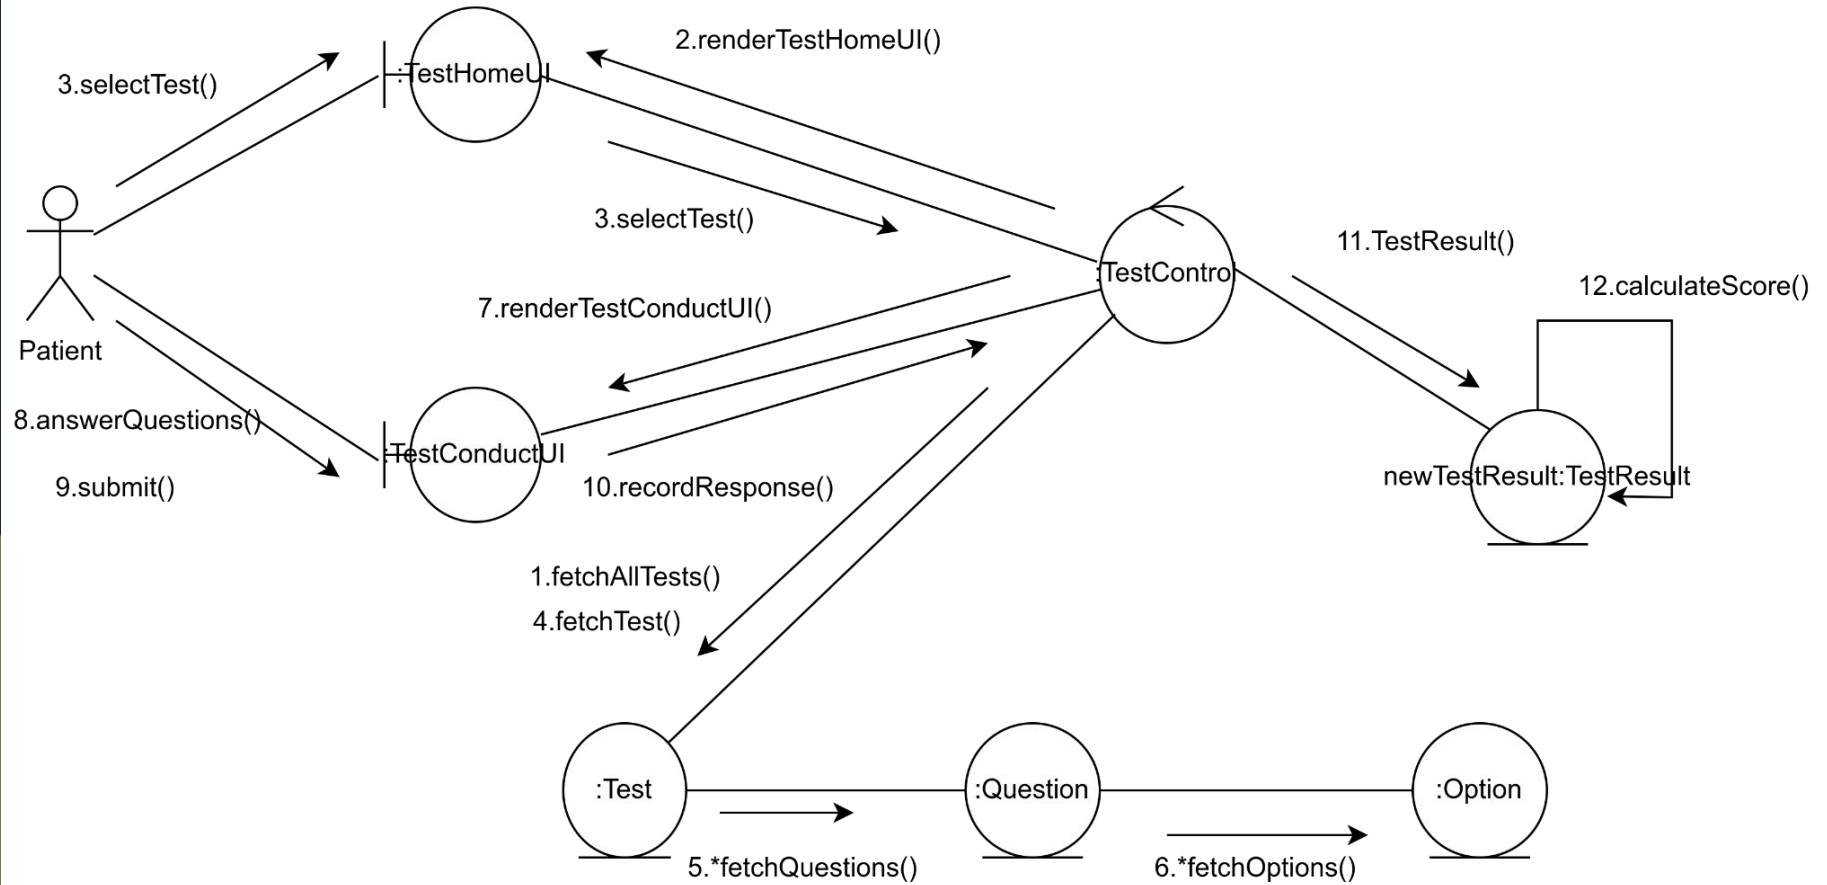 2.renderTestHomeUI()
3.selectTest()
:TestHomeUI
3.selectTest()
11.TestResult()
:TestControl
12.calculateScore()
7.renderTestConductUI()
Patient
8.answerQuestions()
:TestConductUI
newTestResult:TestResult
9.submit()
10.recordResponse()
1.fetchAllTests()
4.fetchTest()
:Test
:Question
:Option
5.*fetchQuestions()
6.*fetchOptions()